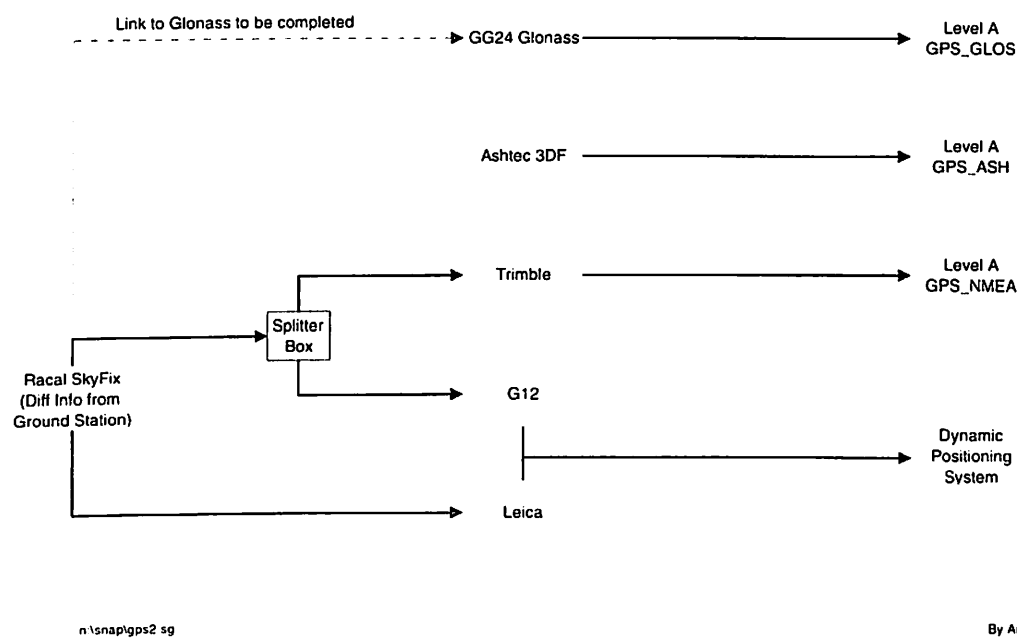 Link to Glonass to be completed
GG24 Glonass
Level A
GPS_GLOS
Ashtec 3DF
Level A
GPS_ASH
Trimble
Level A
GPS_NMEA
Splitter
Box
Racal SkyFix
(Diff Info from
Ground Station)
G12
Dynamic
Positioning
System
Leica
n:\snap\gps2 sg
By A